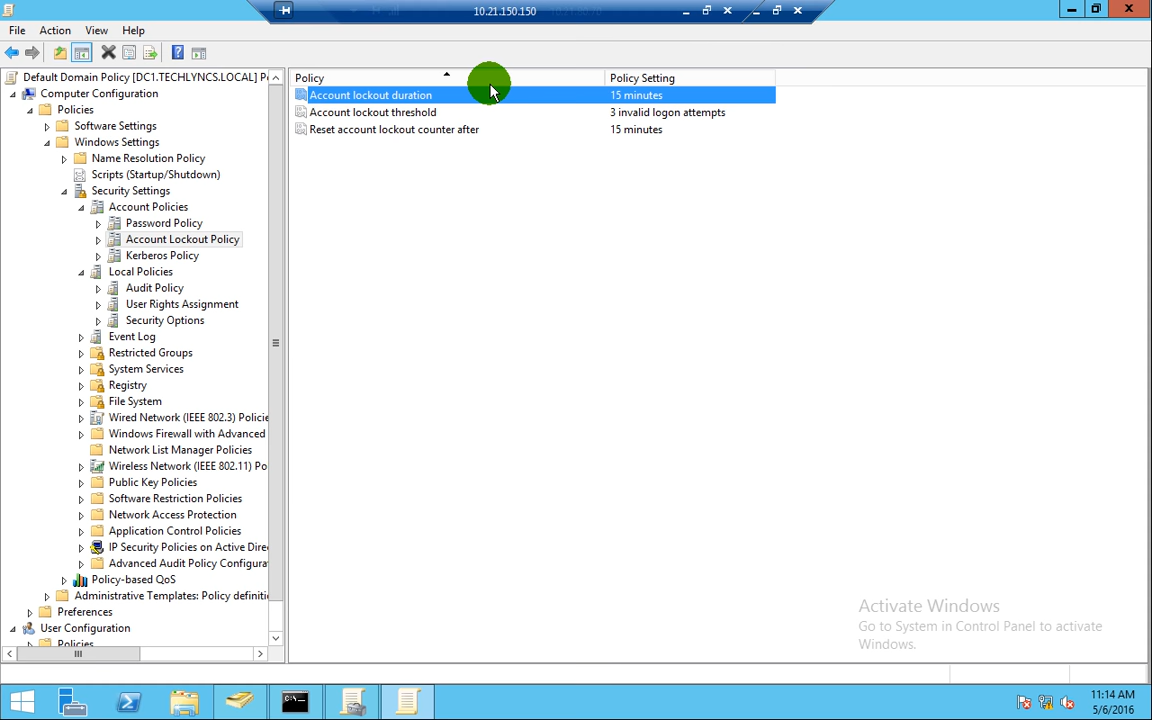 10.21.150.150
File Action View Help
Default Domain Policy [DC1.TECHLYNCS.LOCAL] P
Computer Configuration
Policies
Software Settings
Windows Settings
Name Resolution Policy
Scripts (Startup/Shutdown)
Security Settings
Account Policies
Password Policy
Account Lockout Policy
Kerberos Policy
Local Policies
Audit Policy
User Rights Assignment
Security Options
Event Log
Restricted Groups
System Services
Registry
File System
Wired Network (IEEE 802.3) Policie
Windows Firewall with Advanced
Network List Manager Policies
Wireless Network (IEEE 802.11) Po
Public Key Policies
Software Restriction Policies
Network Access Protection
Application Control Policies
IP Security Policies on Active Dire
Advanced Audit Policy Configura
Policy-based QoS
Administrative Templates: Policy definiti
Preferences
User Configuration
Policies
Policy Policy Setting
Account lockout duration 15 minutes
Account lockout threshold 3 invalid logon attempts
Reset account lockout counter after 15 minutes
Activate Windows
Go to System in Control Panel to activate
Windows.
11:14 AM
5/6/2016